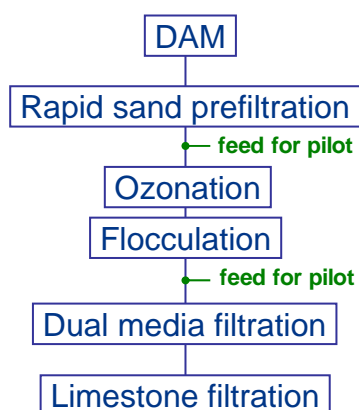 DAM
Rapid sand prefiltration
feed for pilot
Ozonation
Flocculation
feed for pilot
Dual media filtration
Limestone filtration